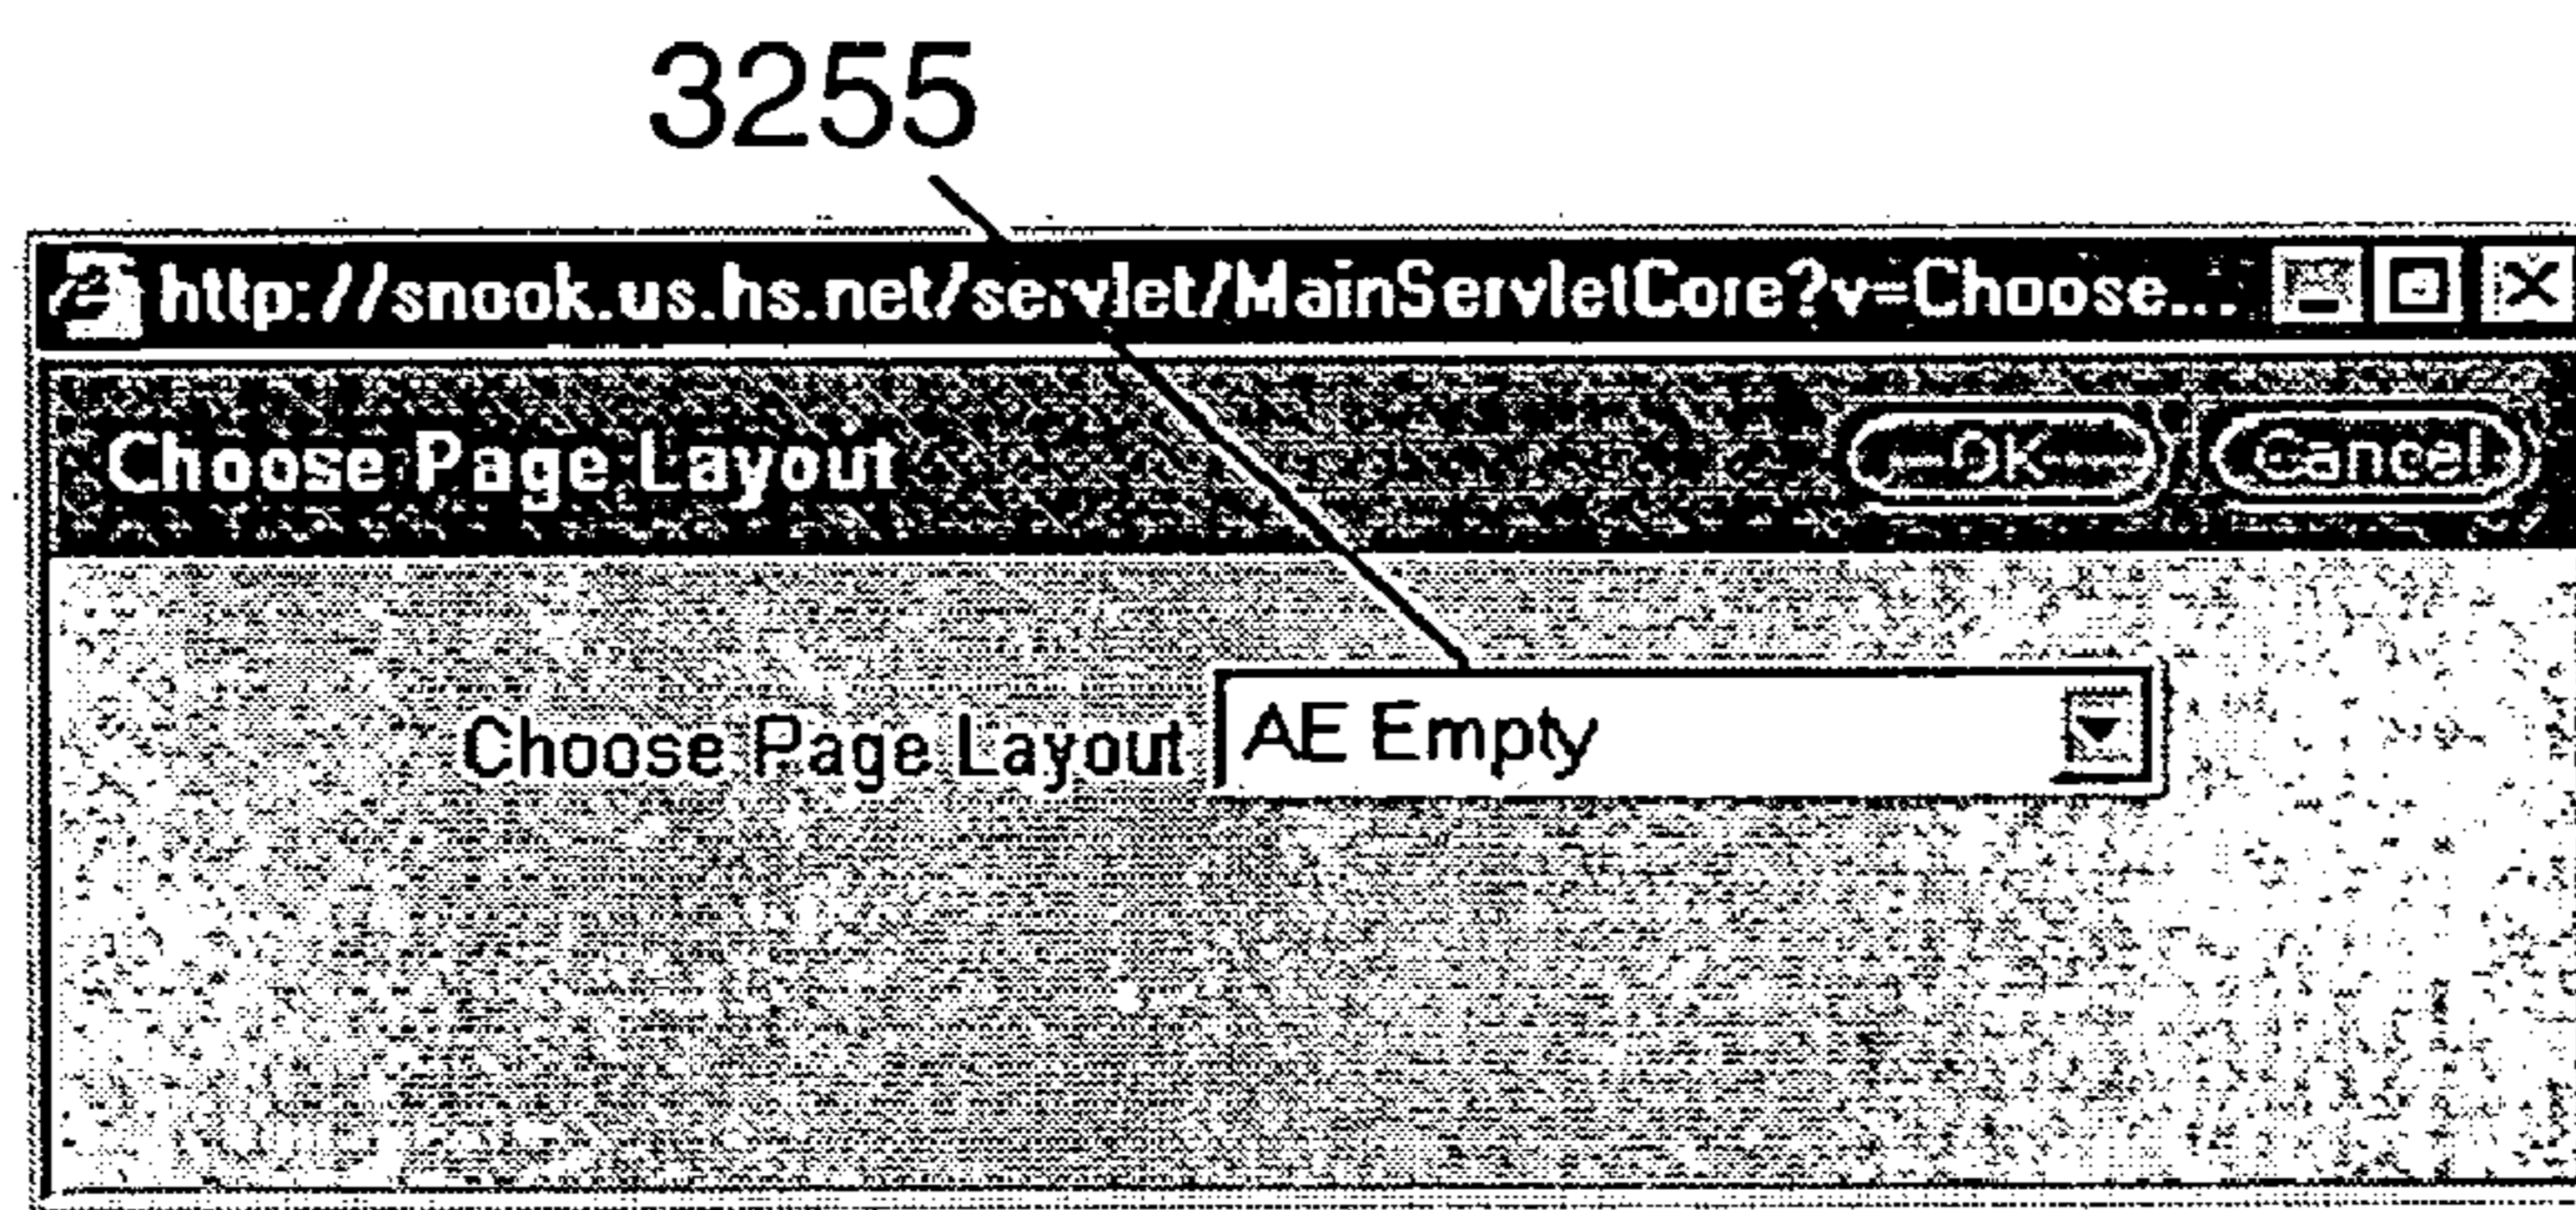 3255
http://snook.us.hs.net/servlet/MainServletCore?v=Choose...
Choose Page Layout OK Cancel
Choose Page Layout AE Empty